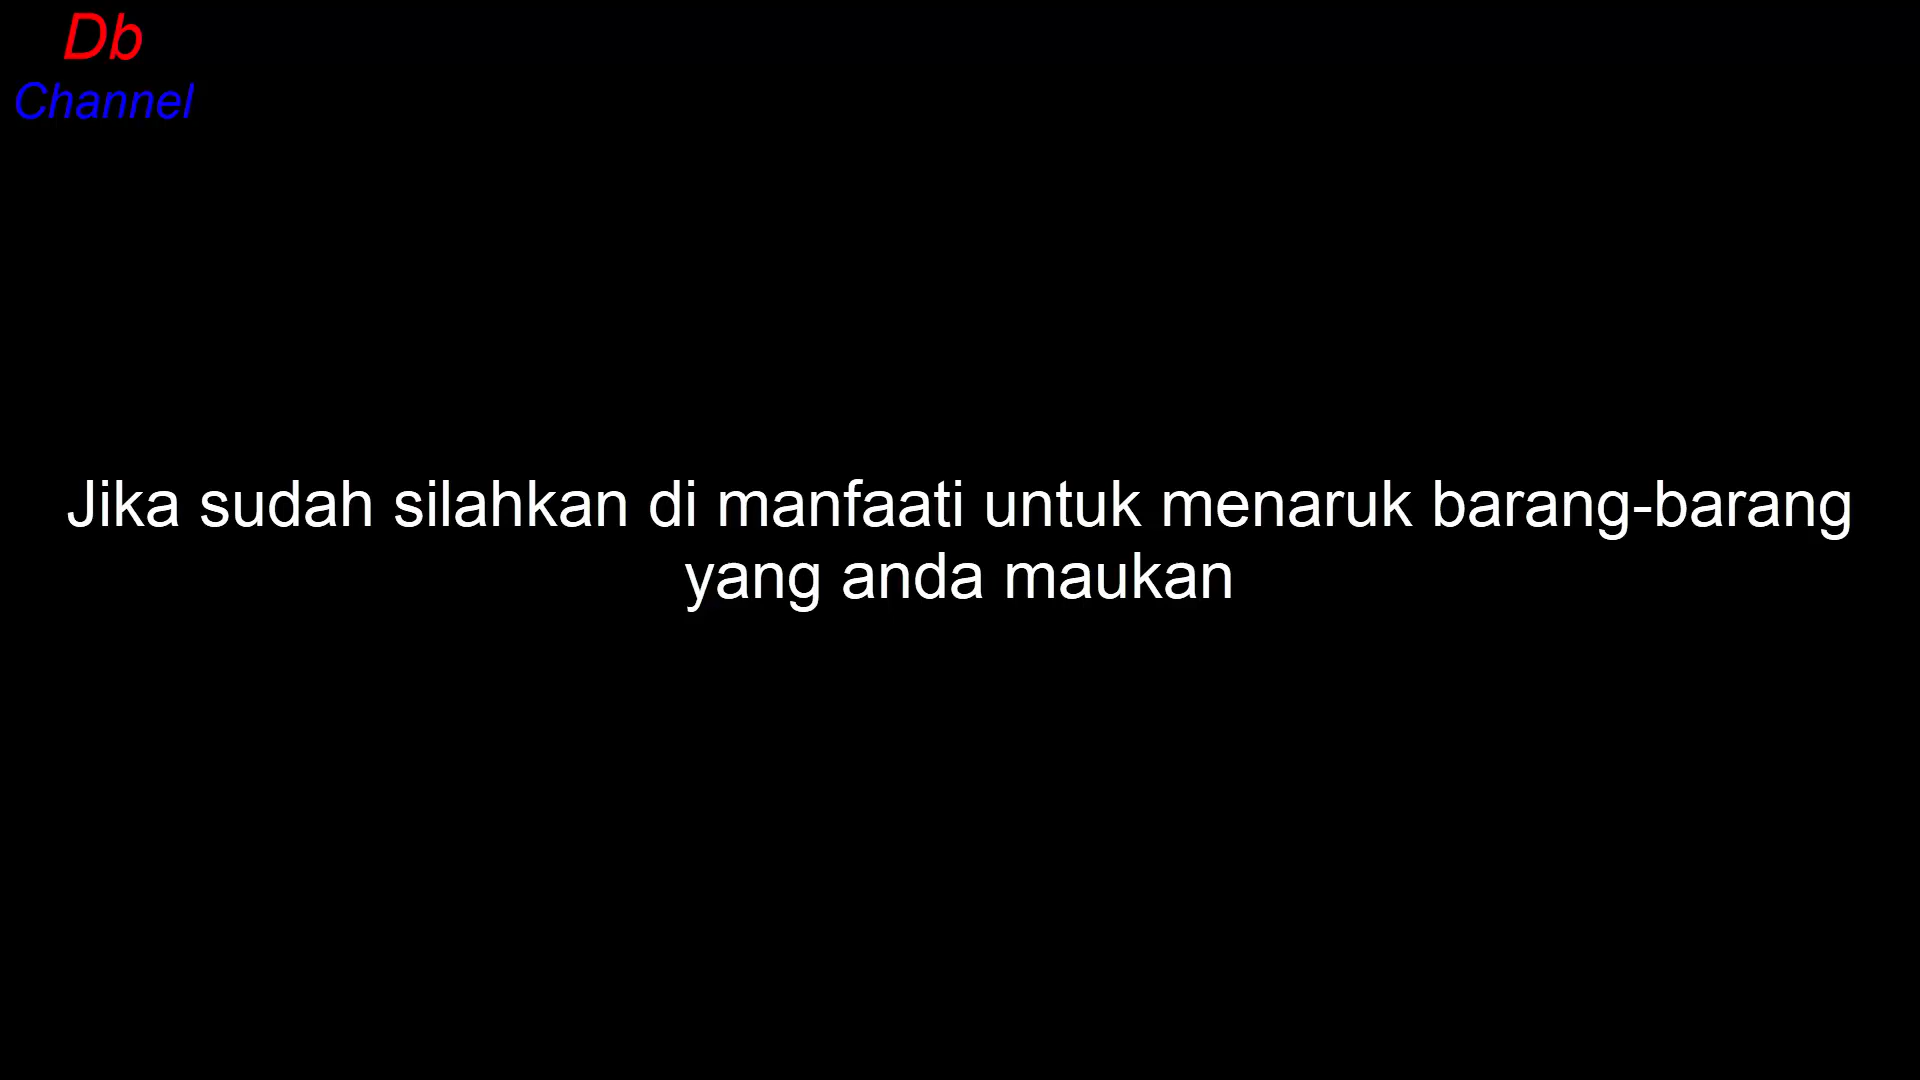 Db
Channel
Jika sudah silahkan di manfaati untuk menaruk barang-barang
yang anda maukan